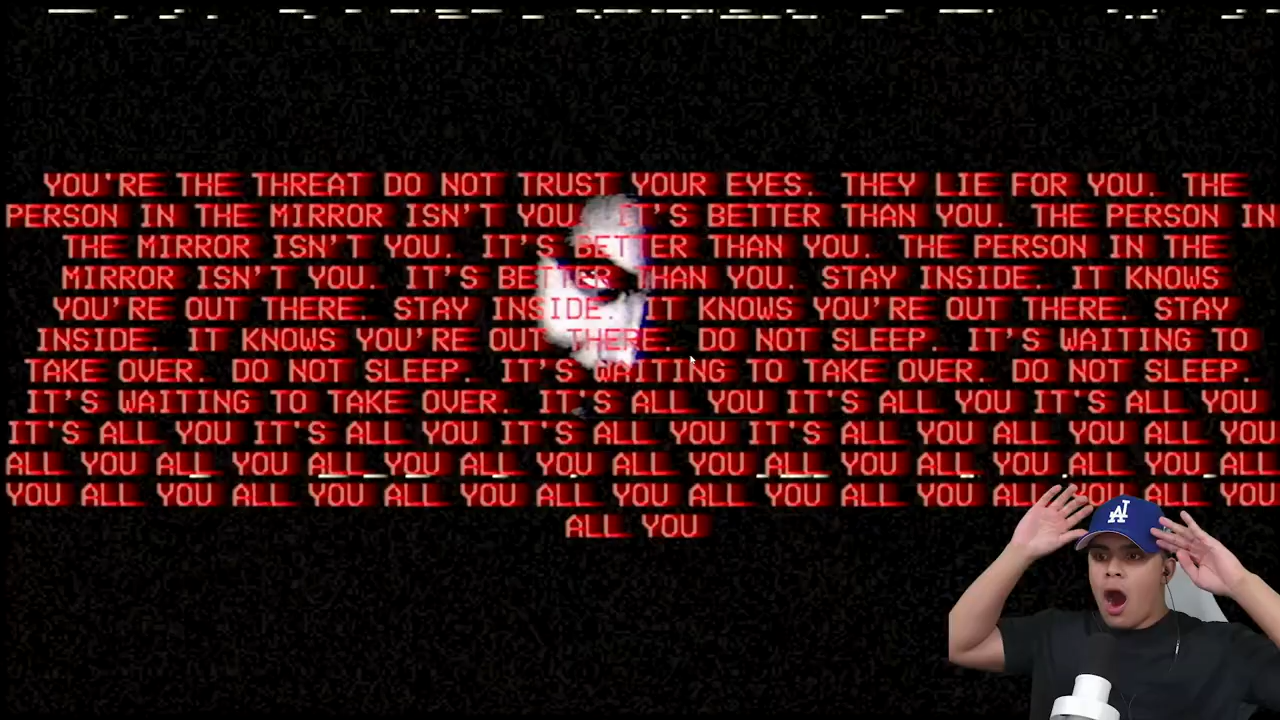 YOU'RE THE THREAT DO NOT TRUST YOUR EYES. THEY LIE FOR YOU. THE
PERSON IN THE MIRROR ISN'T YOU. IT'S BETTER THAN YOU. THE PERSON IN
THE MIRROR ISN'T YOU. IT'S BETTER THAN YOU. THE PERSON IN THE
MIRROR ISN'T YOU. IT'S BETTER THAN YOU. STAY INSIDE. IT KNOWS
YOU'RE OUT THERE. STAY INSIDE. IT KNOWS YOU'RE OUT THERE. STAY
INSIDE. IT KNOWS YOU'RE OUT THERE. DO NOT SLEEP. IT'S WAITING TO
TAKE OVER. DO NOT SLEEP. IT'S WAITING TO TAKE OVER. DO NOT SLEEP.
IT'S WAITING TO TAKE OVER. IT'S ALL YOU IT'S ALL YOU IT'S ALL YOU
IT'S ALL YOU IT'S ALL YOU IT'S ALL YOU IT'S ALL YOU ALL YOU ALL YOU
ALL YOU ALL YOU ALL YOU ALL YOU ALL YOU ALL YOU ALL YOU ALL YOU ALL
YOU ALL YOU ALL YOU ALL YOU ALL YOU ALL YOU ALL YOU ALL YOU ALL YOU
ALL YOU
LA